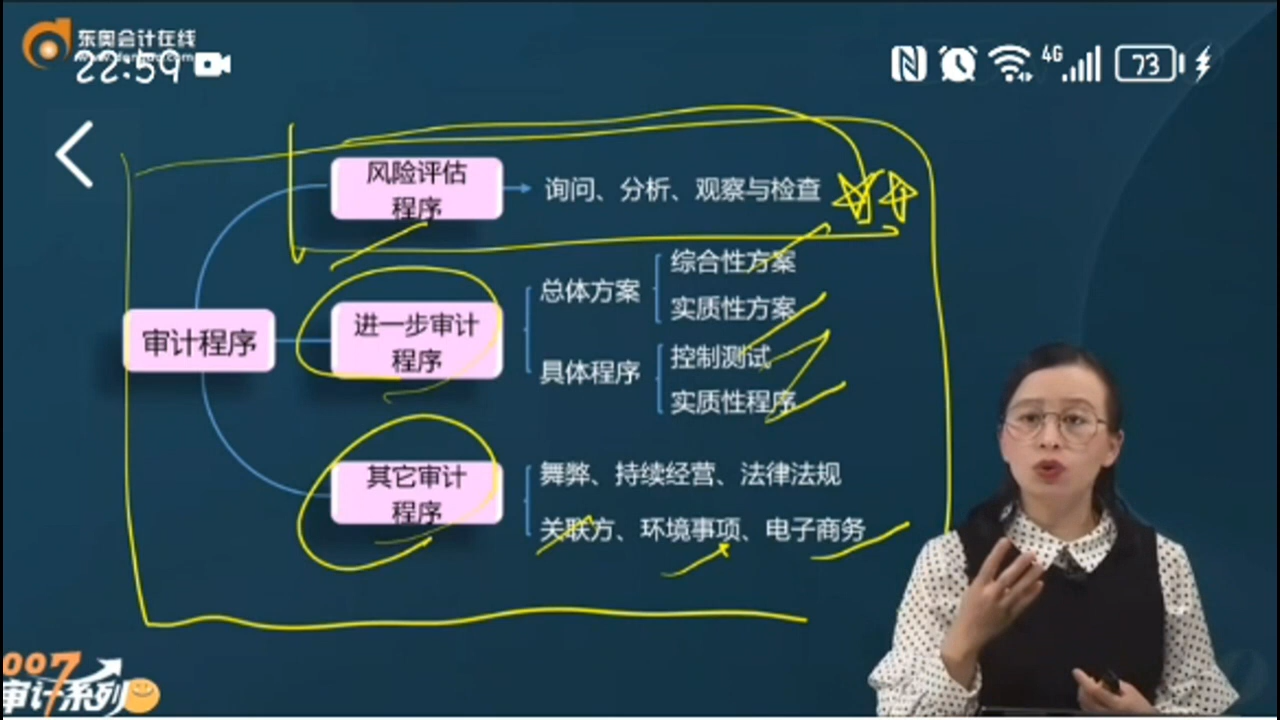 东奥会计在线
22:59
4G
73
风险评估
程序
询问、分析、观察与检查
综合性方案
总体方案
实质性方案
进一步审计
程序
审计程序
控制测试
具体程序
实质性程序
其它审计
程序
舞弊、持续经营、法律法规
关联方、环境事项、电子商务
007
审计系列